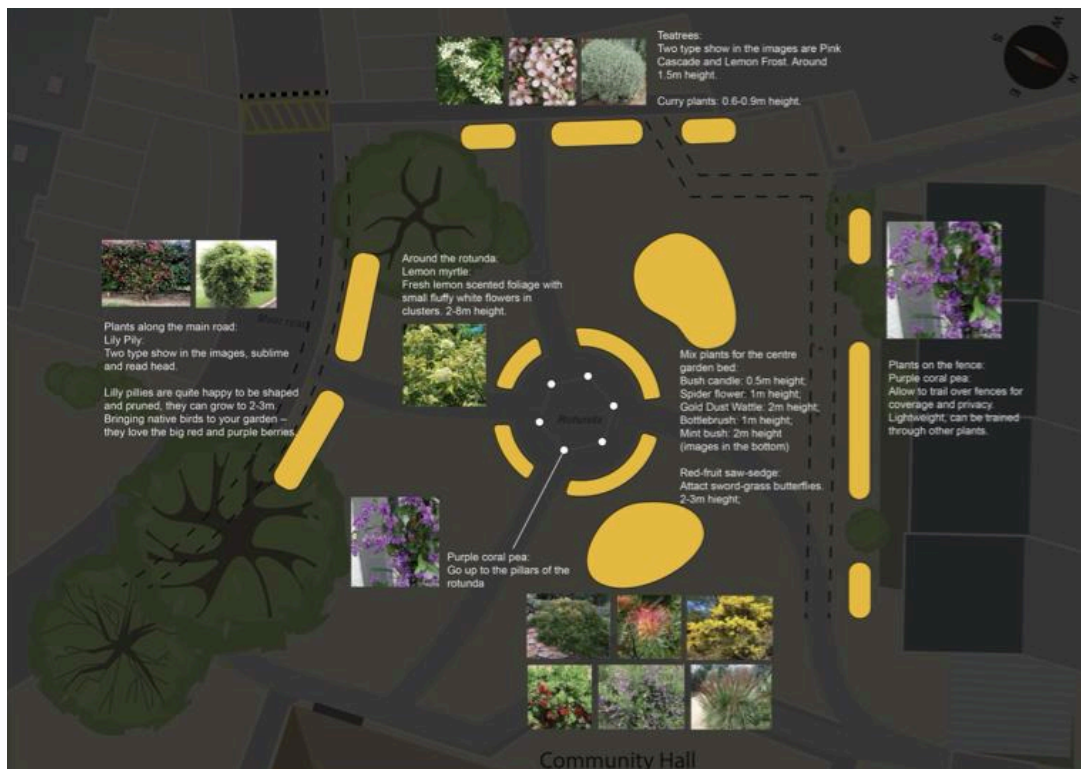 Teatrees:
Two type show in the images are Pink
Cascade and Lemon Frost. Around
1.5m height.
Curry plants: 0.6-0.9m height.
W
S
N
E
Around the rotunda:
Lemon myrtle:
Fresh lemon scented foliage with
small fluffy white flowers in
clusters. 2-8m height.
Plants along the main road:
Lily Pily:
Two type show in the images, sublime
and read head.
Lilly pillies are quite happy to be shaped
and pruned, they can grow to 2-3m.
Bringing native birds to your garden –
they love the big red and purple berries.
Mix plants for the centre
garden bed:
Bush candle: 0.5m height;
Spider flower: 1m height;
Gold Dust Wattle: 2m height;
Bottlebrush: 1m height;
Mint bush: 2m height
(images in the bottom)
Red-fruit saw-sedge:
Attact sword-grass butterflies.
2-3m hieght;
Plants on the fence:
Purple coral pea:
Allow to trail over fences for
coverage and privacy.
Lightweight, can be trained
through other plants.
Rotunda
Purple coral pea:
Go up to the pillars of the
rotunda
Community Hall